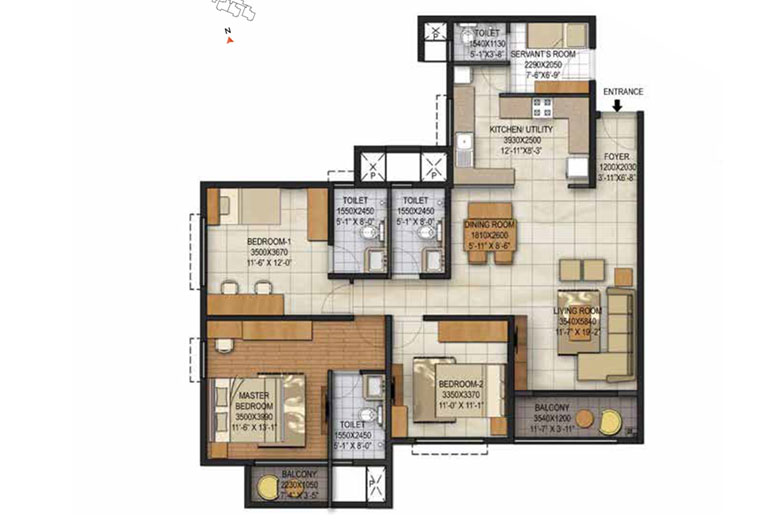 N
P
TOILET
1540X1130
5'-1"X3'-8"
SERVANT'S ROOM
2290X2050
7'-6"X6'-9"
ENTRANCE
KITCHEN/ UTILITY
3930X2500
12'-11"X8'-3"
FOYER
1200X2030
3'-11"X6'-8"
P
P
TOILET
1550X2450
5'-1" X 8'-0"
TOILET
1550X2450
5'-1" X 8'-0"
DINING ROOM
1810X2600
5'-11" X 8'-6"
BEDROOM-1
3500X3670
11'-6" X 12'-0"
LIVING ROOM
3540X5840
11'-7" X 19'-2"
MASTER
BEDROOM
3500X3990
11'-6" X 13'-1"
BEDROOM-2
3350X3370
11'-0" X 11'-1"
TOILET
1550X2450
5'-1" X 8'-0"
BALCONY
3540X1200
11'-7" X 3'-11"
BALCONY
2230X1050
7'-4" X 3'-5"
P